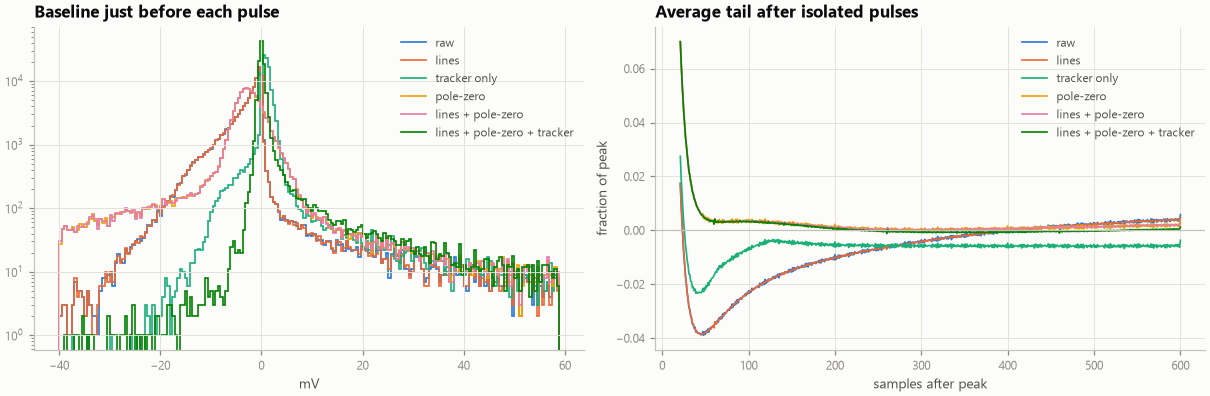 Baseline just before each pulse
10⁴
10³
10²
10¹
10⁰
−40
−20
0
20
40
60
mV
raw
lines
tracker only
pole-zero
lines + pole-zero
lines + pole-zero + tracker
Average tail after isolated pulses
fraction of peak
0.06
0.04
0.02
0.00
−0.02
−0.04
0
100
200
300
400
500
600
samples after peak
raw
lines
tracker only
pole-zero
lines + pole-zero
lines + pole-zero + tracker